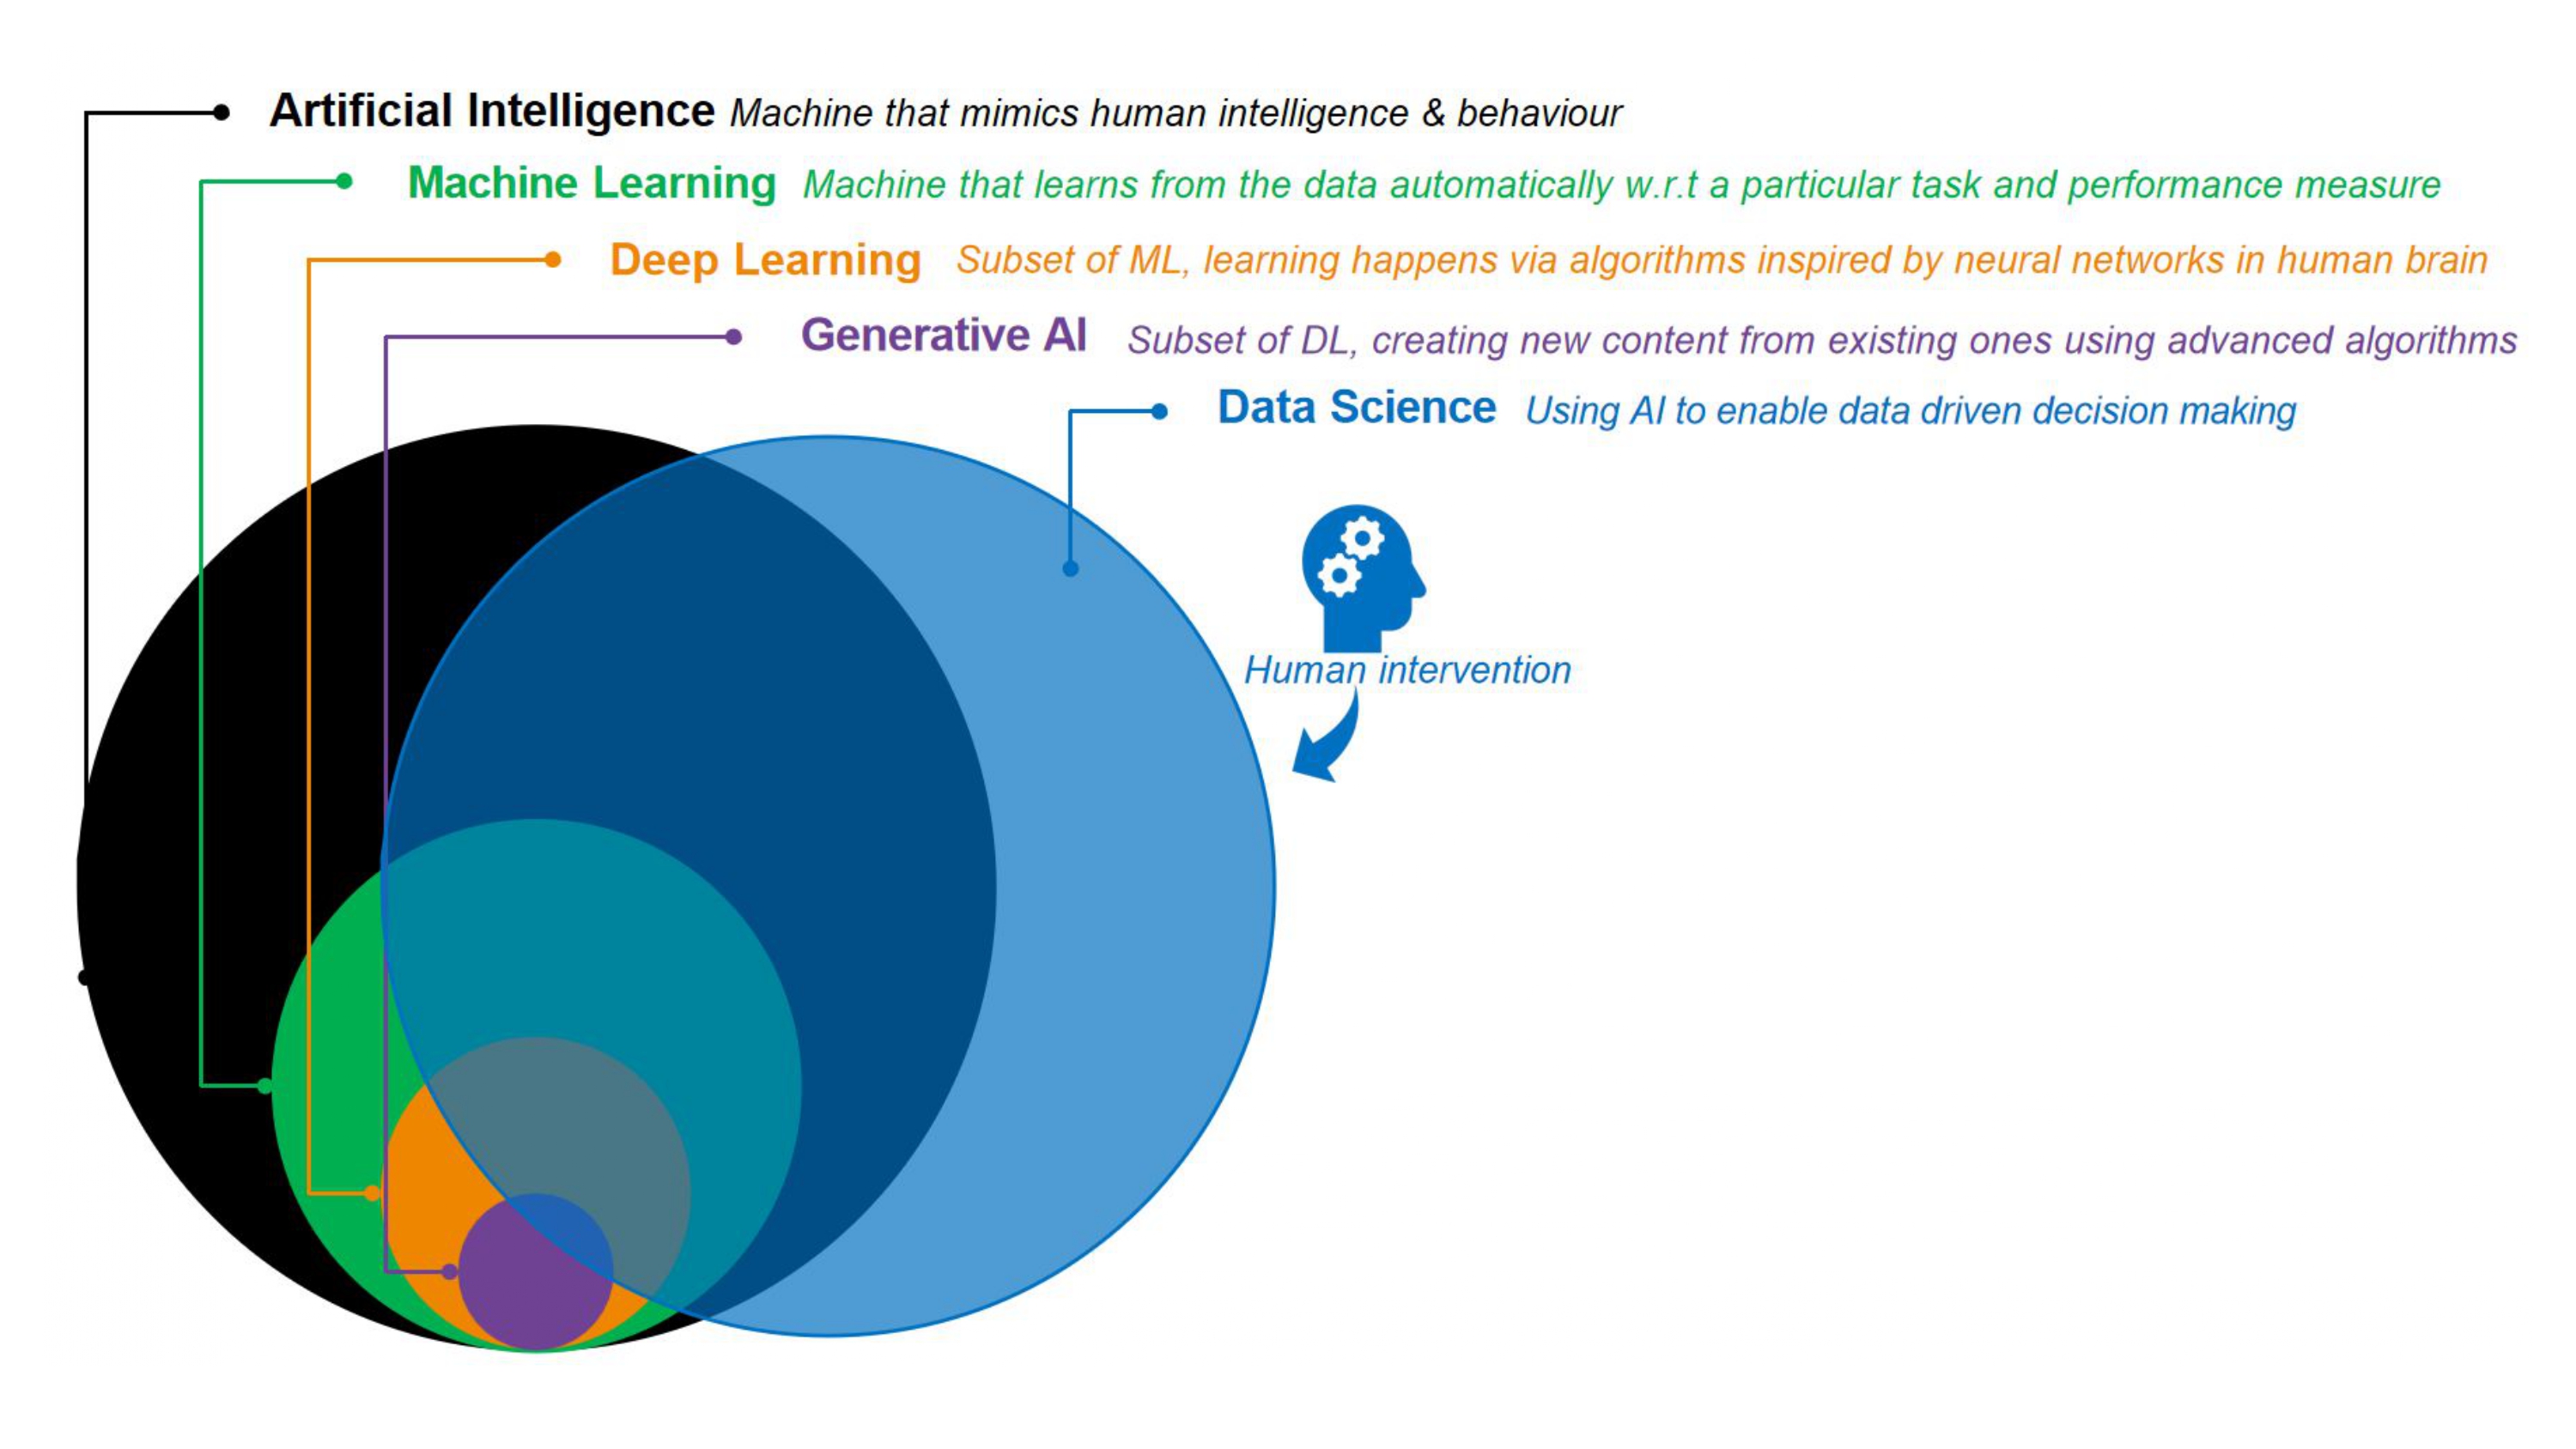 Artificial Intelligence Machine that mimics human intelligence & behaviour
Machine Learning Machine that learns from the data automatically w.r.t a particular task and performance measure
Deep Learning Subset of ML, learning happens via algorithms inspired by neural networks in human brain
Generative AI Subset of DL, creating new content from existing ones using advanced algorithms
Data Science Using AI to enable data driven decision making
Human intervention